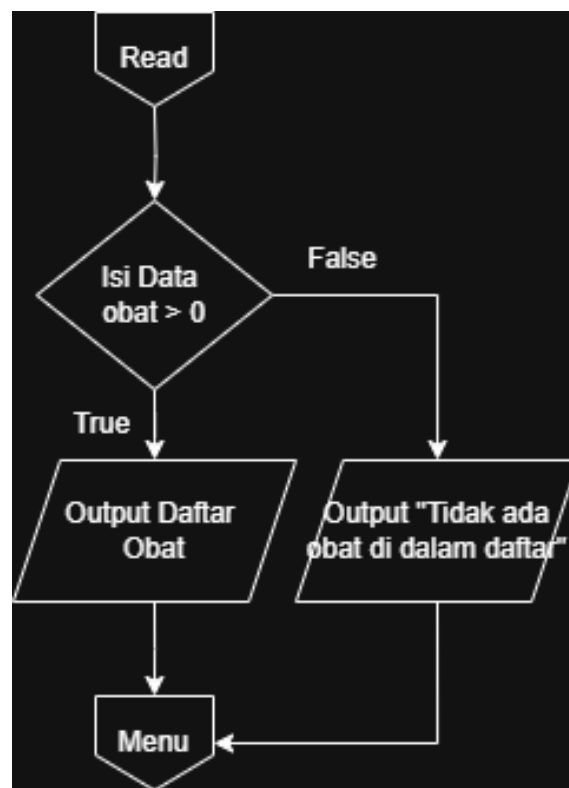 Read
Isi Data
obat > 0
False
True
Output Daftar
Obat
Output "Tidak ada
obat di dalam daftar"
Menu